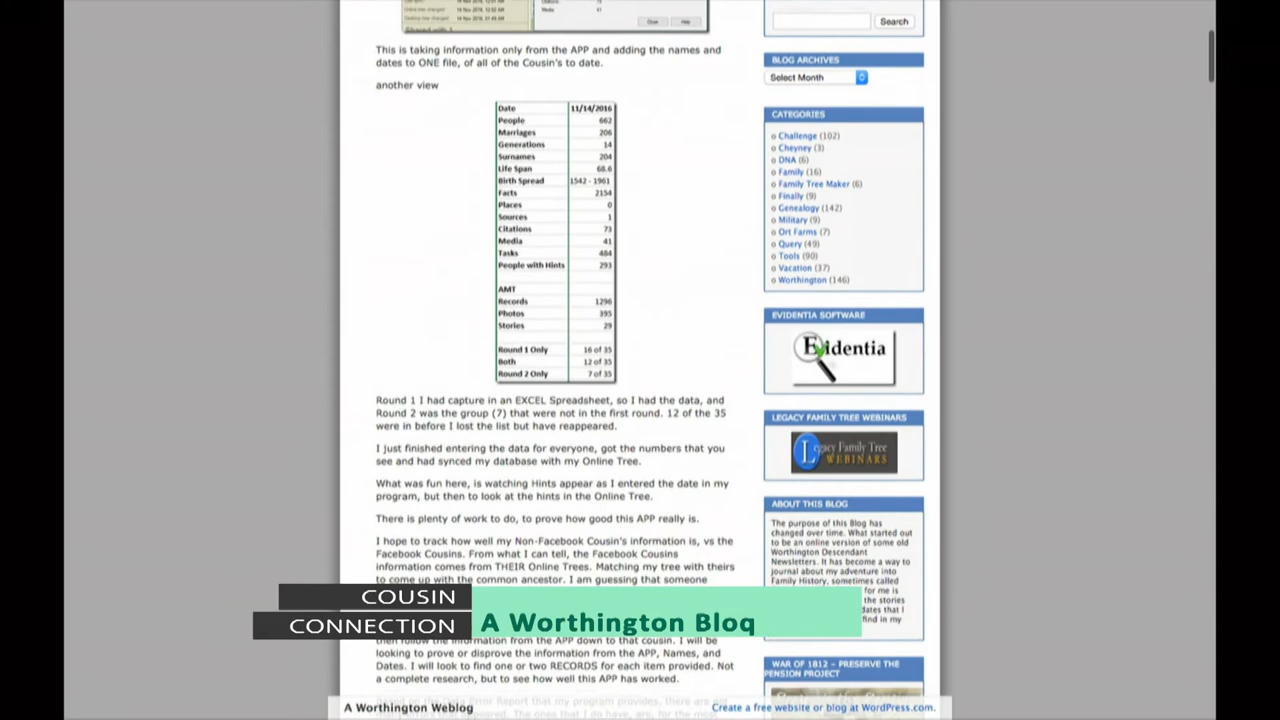 This is taking information only from the APP and adding the names and
dates to ONE file, of all of the Cousin's to date.
another view
Date 11/14/2016
People 662
Marriages 206
Generations 14
Surnames 204
Life Span 68.6
Birth Spread 1542 - 1961
Facts 2154
Places 0
Sources 1
Citations 73
Media 41
Tasks 484
People with Hints 293
AMT
Records 1296
Photos 395
Stories 29
Round 1 Only 16 of 35
Both 12 of 35
Round 2 Only 7 of 35
Round 1 I had capture in an EXCEL Spreadsheet, so I had the data, and
Round 2 was the group (7) that were not in the first round. 12 of the 35
were in before I lost the list but have reappeared.
I just finished entering the data for everyone, got the numbers that you
see and had synced my database with my Online Tree.
What was fun here, is watching Hints appear as I entered the date in my
program, but then to look at the hints in the Online Tree.
There is plenty of work to do, to prove how good this APP really is.
I hope to track how well my Non-Facebook Cousin's information is, vs the
Facebook Cousins. From what I can tell, the Facebook Cousins
information comes from THEIR Online Trees. Matching my tree with theirs
to come up with the common ancestor. I am guessing that someone
then follow the information from the APP down to that cousin. I will be
looking to prove or disprove the information from the APP, Names, and
Dates. I will look to find one or two RECORDS for each item provided. Not
a complete research, but to see how well this APP has worked.
Search
BLOG ARCHIVES
Select Month
CATEGORIES
Challenge (102)
Cheyney (3)
DNA (6)
Family (16)
Family Tree Maker (6)
Finally (9)
Genealogy (142)
Military (9)
Ort Farms (7)
Query (49)
Tools (90)
Vacation (37)
Worthington (146)
EVIDENTIA SOFTWARE
Evidentia
LEGACY FAMILY TREE WEBINARS
Legacy Family Tree
WEBINARS
ABOUT THIS BLOG
The purpose of this Blog has
changed over time. What started out
to be an online version of some old
Worthington Descendant
Newsletters. It has become a way to
journal about my adventure into
Family History, sometimes called
for me is
the stories
dates that I
find in my
WAR OF 1812 – PRESERVE THE
PENSION PROJECT
COUSIN
CONNECTION
A Worthington Blog
A Worthington Weblog
Create a free website or blog at WordPress.com.